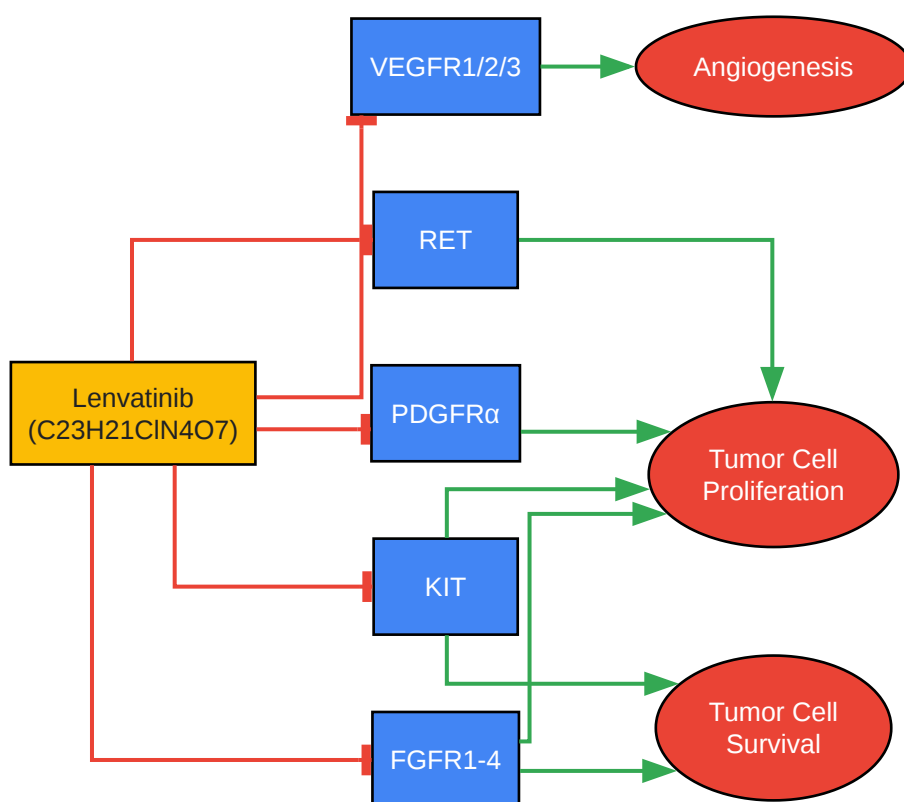 VEGFR1/2/3
Angiogenesis
RET
Lenvatinib
(C23H21ClN4O7)
PDGFRα
Tumor Cell
Proliferation
KIT
Tumor Cell
Survival
FGFR1-4